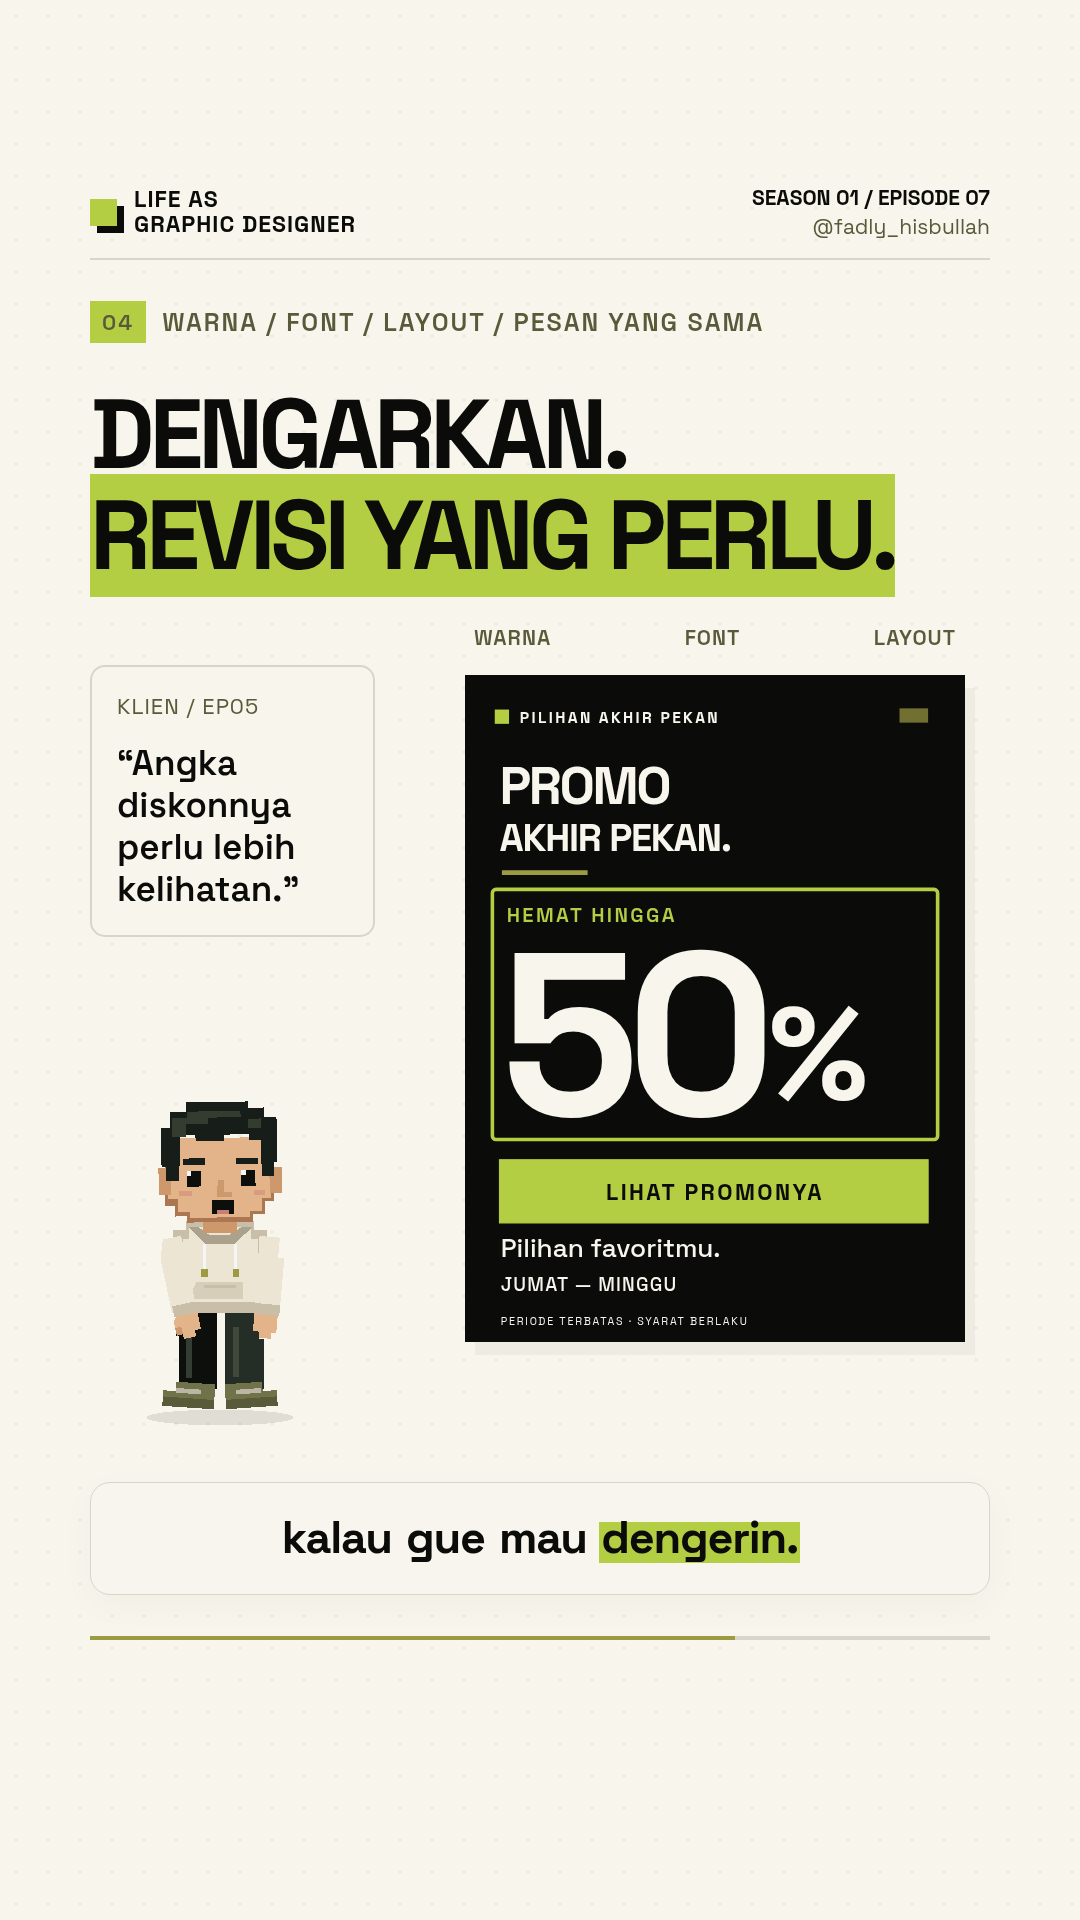 LIFE AS
GRAPHIC DESIGNER
SEASON 01 / EPISODE 07
@fadly_hisbullah
04
WARNA / FONT / LAYOUT / PESAN YANG SAMA
DENGARKAN.
REVISI YANG PERLU.
WARNA
FONT
LAYOUT
KLIEN / EP05
“Angka
diskonnya
perlu lebih
kelihatan.”
PILIHAN AKHIR PEKAN
PROMO
AKHIR PEKAN.
HEMAT HINGGA
50%
LIHAT PROMONYA
Pilihan favoritmu.
JUMAT — MINGGU
PERIODE TERBATAS · SYARAT BERLAKU
kalau gue mau dengerin.